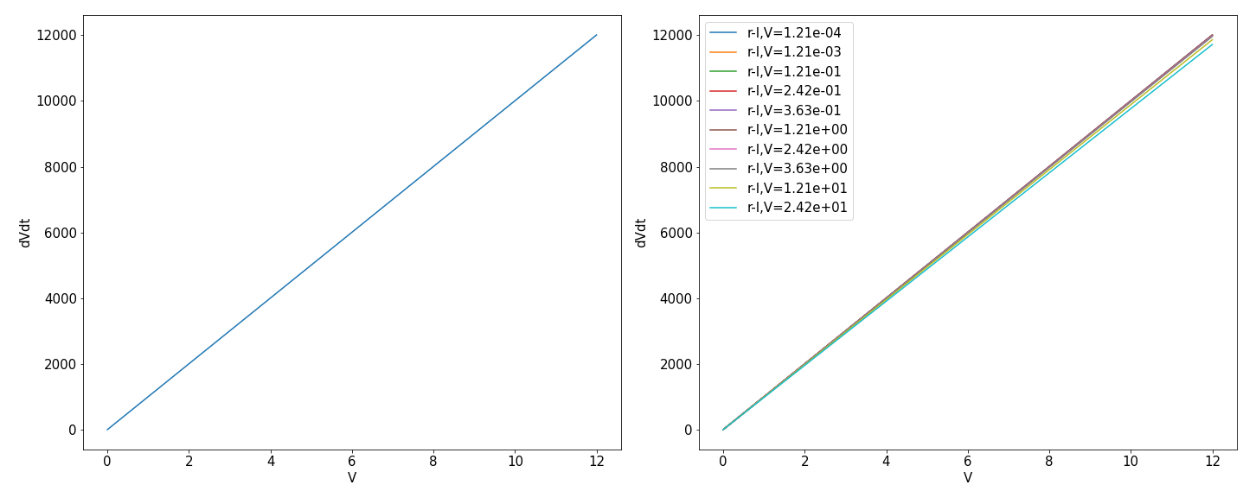 12000
10000
8000
6000
4000
2000
0
dVdt
0 2 4 6 8 10 12
V
12000
10000
8000
6000
4000
2000
0
dVdt
r-I,V=1.21e-04
r-I,V=1.21e-03
r-I,V=1.21e-01
r-I,V=2.42e-01
r-I,V=3.63e-01
r-I,V=1.21e+00
r-I,V=2.42e+00
r-I,V=3.63e+00
r-I,V=1.21e+01
r-I,V=2.42e+01
0 2 4 6 8 10 12
V